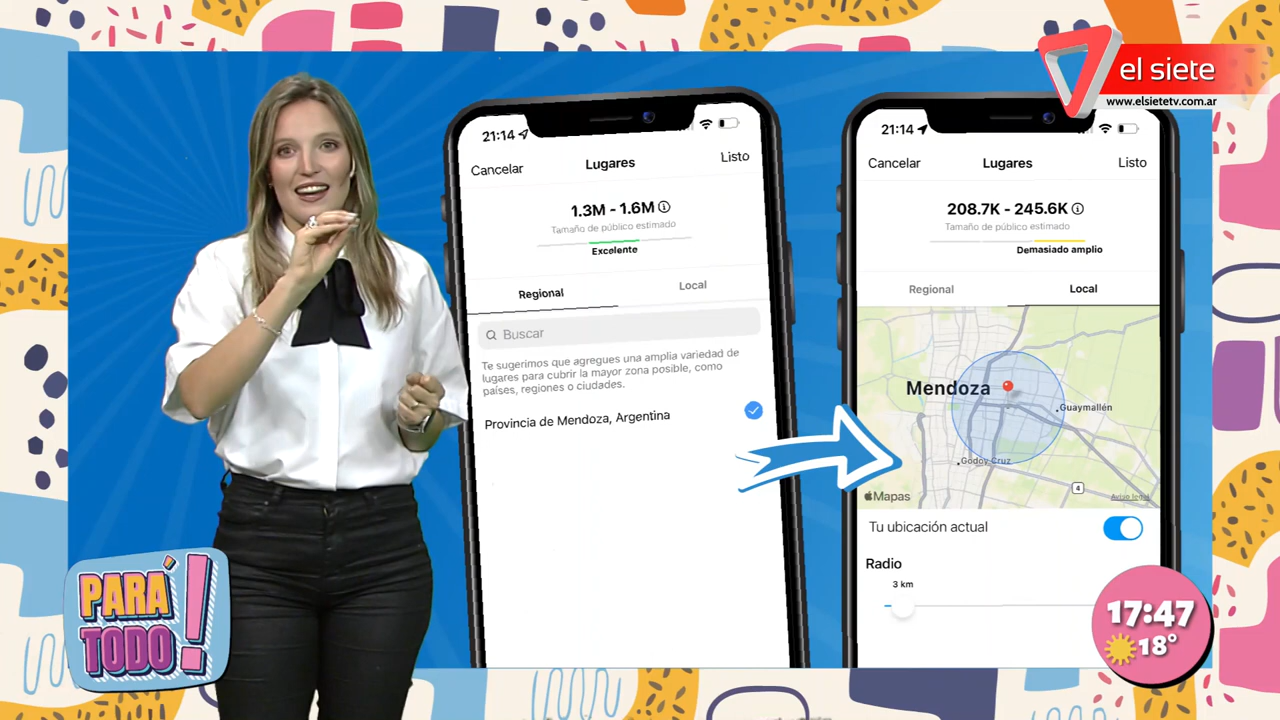 el siete
www.elsietetv.com.ar
21:14
Cancelar
Lugares
Listo
1.3M - 1.6M
Tamaño de público estimado
Excelente
Regional
Local
Buscar
Te sugerimos que agregues una amplia variedad de
lugares para cubrir la mayor zona posible, como
países, regiones o ciudades.
Provincia de Mendoza, Argentina
21:14
Cancelar
Lugares
Listo
208.7K - 245.6K
Tamaño de público estimado
Demasiado amplio
Regional
Local
Mendoza
Guaymallén
Godoy Cruz
4
Mapas
Aviso legal
Tu ubicación actual
Radio
3 km
PARÁ
TODO!
17:47
18°